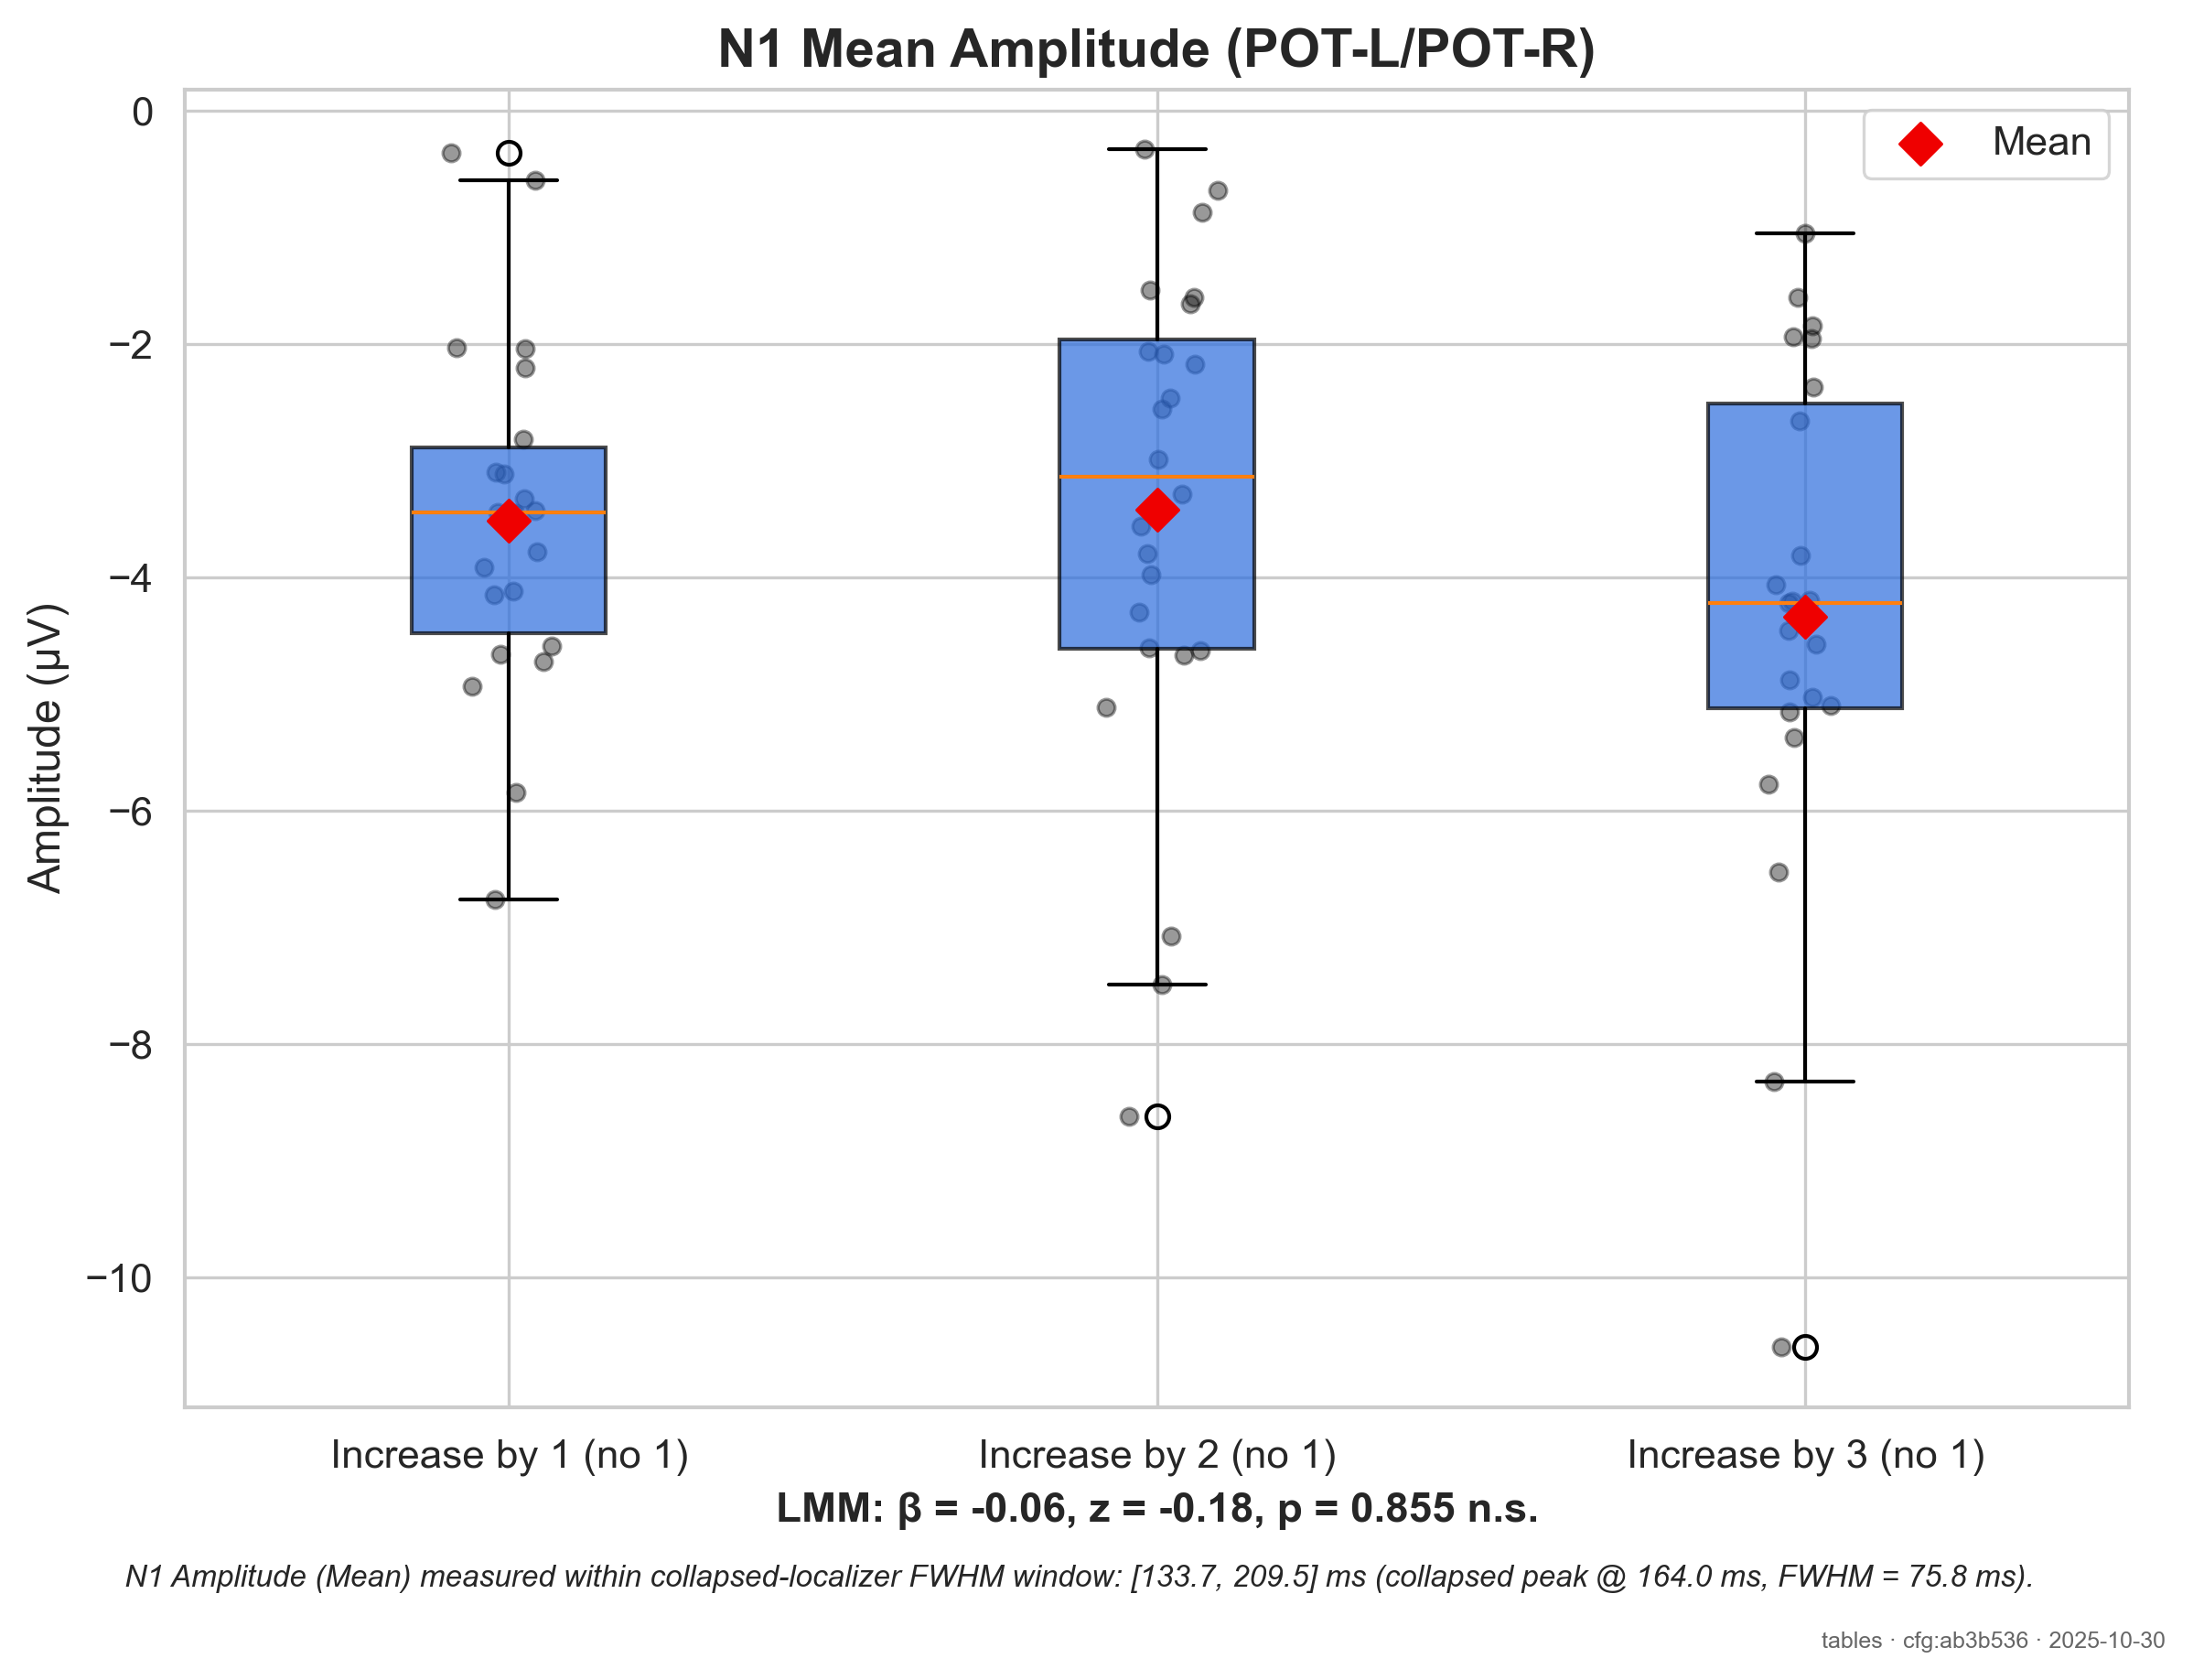 N1 Mean Amplitude (POT-L/POT-R)
Mean
Amplitude (µV)
0
−2
−4
−6
−8
−10
Increase by 1 (no 1)
Increase by 2 (no 1)
Increase by 3 (no 1)
LMM: β = -0.06, z = -0.18, p = 0.855 n.s.
N1 Amplitude (Mean) measured within collapsed-localizer FWHM window: [133.7, 209.5] ms (collapsed peak @ 164.0 ms, FWHM = 75.8 ms).
tables · cfg:ab3b536 · 2025-10-30